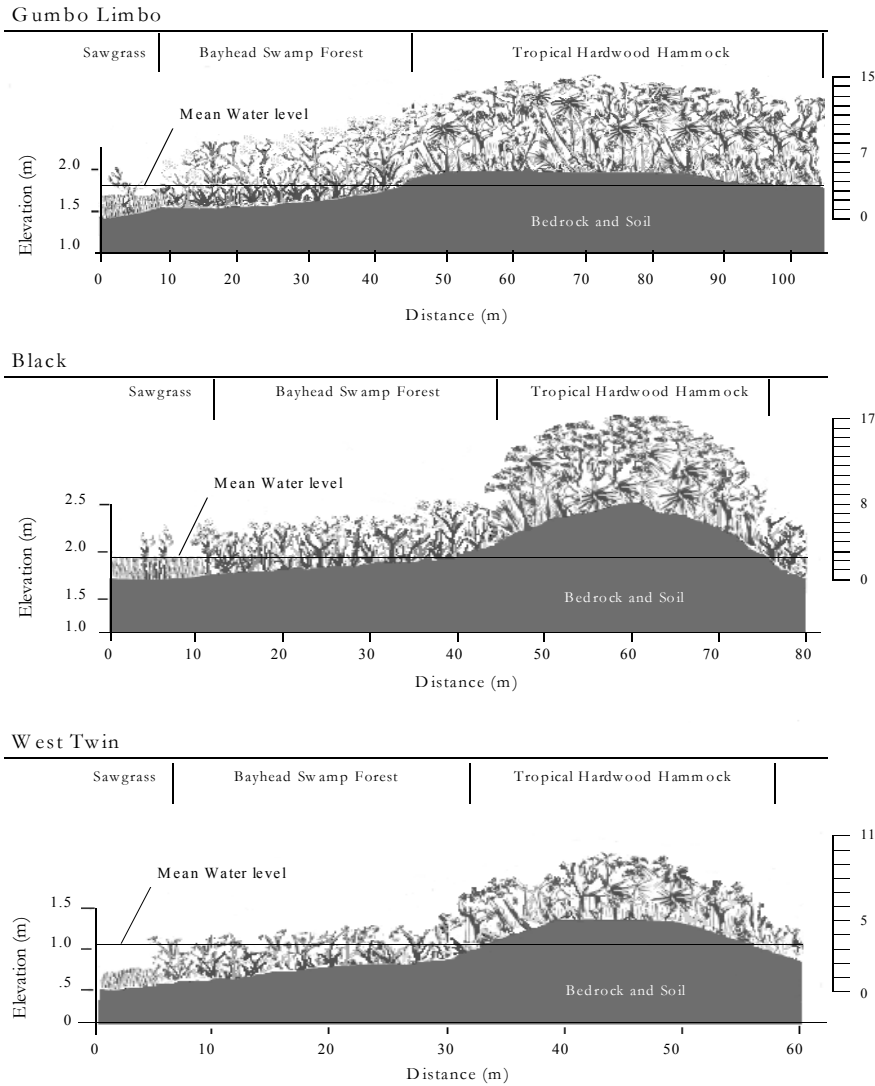 Gumbo Limbo
Sawgrass Bayhead Swamp Forest Tropical Hardwood Hammock
15
Mean Water level
7
2.0
Elevation (m)
1.5
Bedrock and Soil
0
1.0
0 10 20 30 40 50 60 70 80 90 100
Distance (m)
Black
Sawgrass Bayhead Swamp Forest Tropical Hardwood Hammock
17
Mean Water level
2.5
8
2.0
Elevation (m)
0
1.5
Bedrock and Soil
1.0
0 10 20 30 40 50 60 70 80
Distance (m)
West Twin
Sawgrass Bayhead Swamp Forest Tropical Hardwood Hammock
11
Mean Water level
1.5
5
1.0
Elevation (m)
.5
Bedrock and Soil
0
0
0 10 20 30 40 50 60
Distance (m)